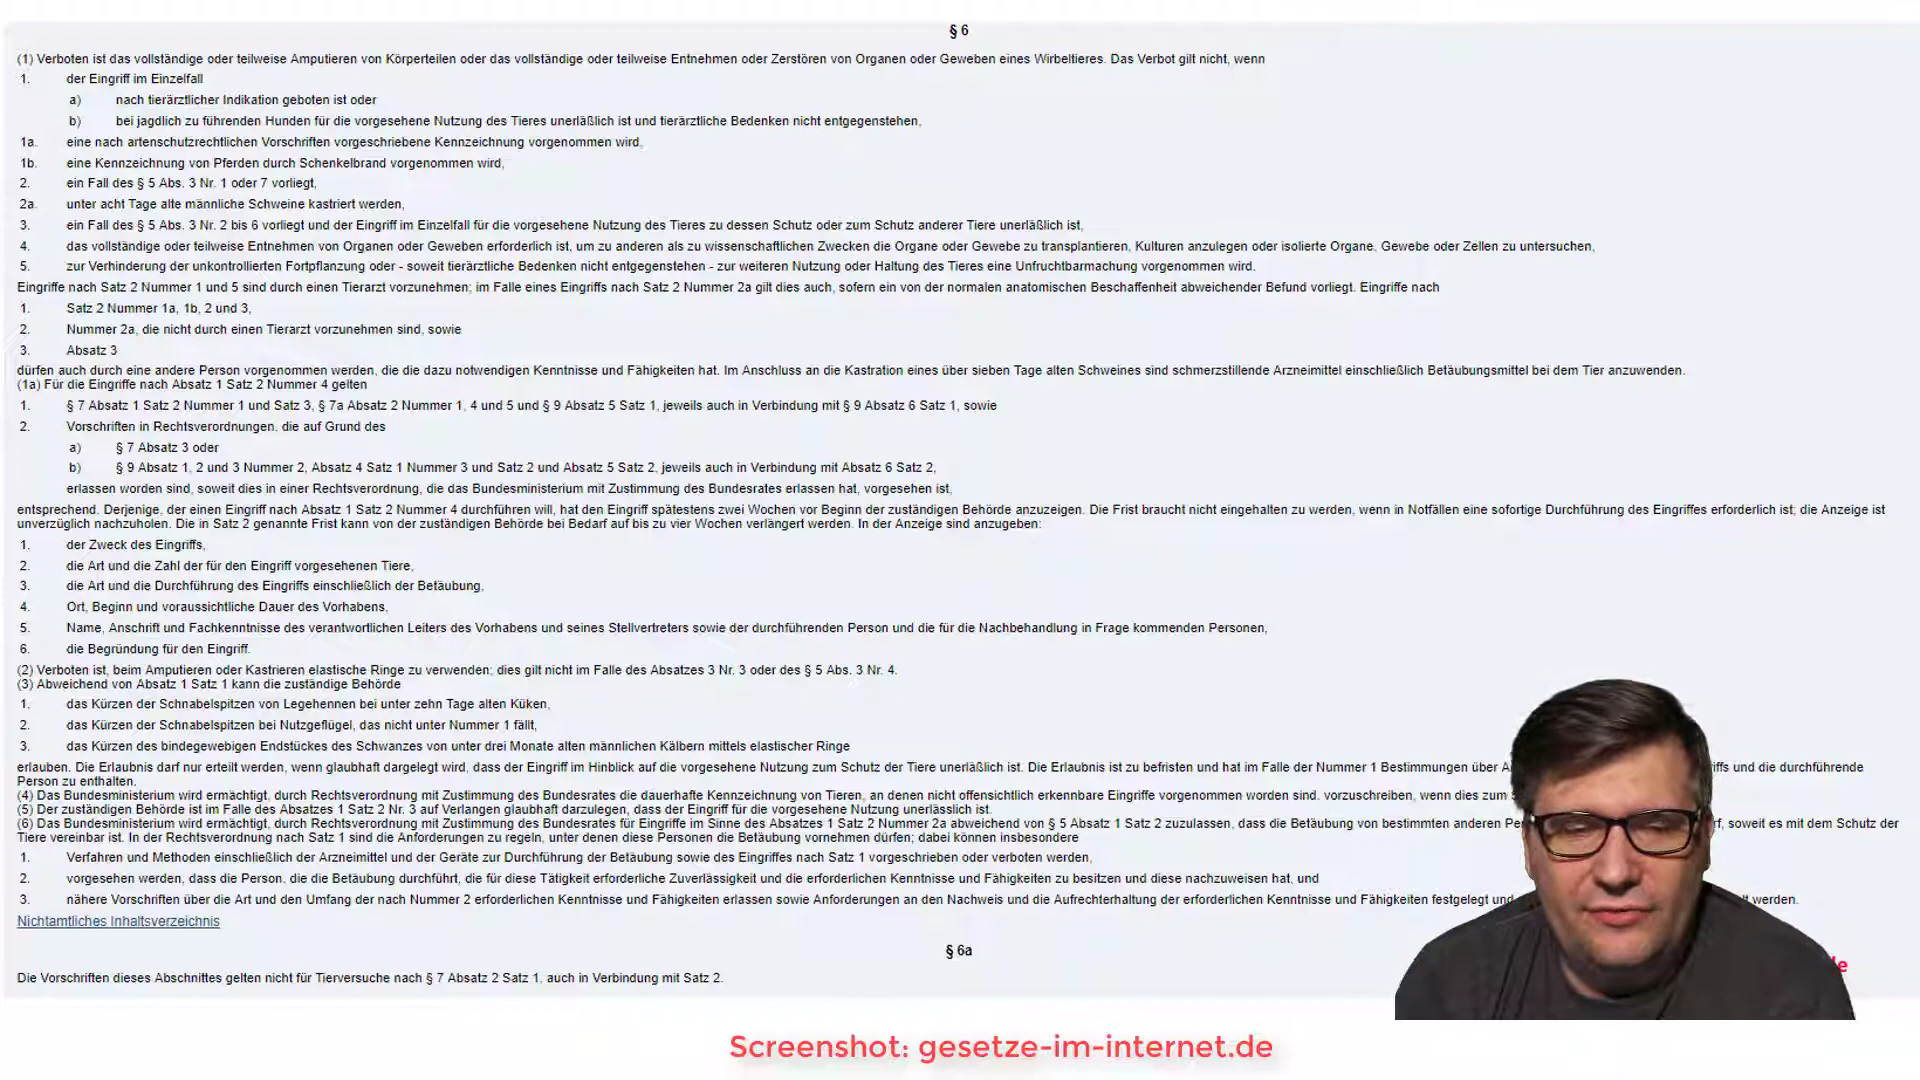 § 6
(1) Verboten ist das vollständige oder teilweise Amputieren von Körperteilen oder das vollständige oder teilweise Entnehmen oder Zerstören von Organen oder Geweben eines Wirbeltieres. Das Verbot gilt nicht, wenn
1. der Eingriff im Einzelfall
a) nach tierärztlicher Indikation geboten ist oder
b) bei jagdlich zu führenden Hunden für die vorgesehene Nutzung des Tieres unerläßlich ist und tierärztliche Bedenken nicht entgegenstehen,
1a. eine nach artenschutzrechtlichen Vorschriften vorgeschriebene Kennzeichnung vorgenommen wird,
1b. eine Kennzeichnung von Pferden durch Schenkelbrand vorgenommen wird,
2. ein Fall des § 5 Abs. 3 Nr. 1 oder 7 vorliegt,
2a. unter acht Tage alte männliche Schweine kastriert werden,
3. ein Fall des § 5 Abs. 3 Nr. 2 bis 6 vorliegt und der Eingriff im Einzelfall für die vorgesehene Nutzung des Tieres zu dessen Schutz oder zum Schutz anderer Tiere unerläßlich ist,
4. das vollständige oder teilweise Entnehmen von Organen oder Geweben erforderlich ist, um zu anderen als zu wissenschaftlichen Zwecken die Organe oder Gewebe zu transplantieren, Kulturen anzulegen oder isolierte Organe, Gewebe oder Zellen zu untersuchen,
5. zur Verhinderung der unkontrollierten Fortpflanzung oder - soweit tierärztliche Bedenken nicht entgegenstehen - zur weiteren Nutzung oder Haltung des Tieres eine Unfruchtbarmachung vorgenommen wird.
Eingriffe nach Satz 2 Nummer 1 und 5 sind durch einen Tierarzt vorzunehmen; im Falle eines Eingriffs nach Satz 2 Nummer 2a gilt dies auch, sofern ein von der normalen anatomischen Beschaffenheit abweichender Befund vorliegt. Eingriffe nach
1. Satz 2 Nummer 1a, 1b, 2 und 3,
2. Nummer 2a, die nicht durch einen Tierarzt vorzunehmen sind, sowie
3. Absatz 3
dürfen auch durch eine andere Person vorgenommen werden, die die dazu notwendigen Kenntnisse und Fähigkeiten hat. Im Anschluss an die Kastration eines über sieben Tage alten Schweines sind schmerzstillende Arzneimittel einschließlich Betäubungsmittel bei dem Tier anzuwenden.
(1a) Für die Eingriffe nach Absatz 1 Satz 2 Nummer 4 gelten
1. § 7 Absatz 1 Satz 2 Nummer 1 und Satz 3, § 7a Absatz 2 Nummer 1, 4 und 5 und § 9 Absatz 5 Satz 1, jeweils auch in Verbindung mit § 9 Absatz 6 Satz 1, sowie
2. Vorschriften in Rechtsverordnungen, die auf Grund des
a) § 7 Absatz 3 oder
b) § 9 Absatz 1, 2 und 3 Nummer 2, Absatz 4 Satz 1 Nummer 3 und Satz 2 und Absatz 5 Satz 2, jeweils auch in Verbindung mit Absatz 6 Satz 2,
erlassen worden sind, soweit dies in einer Rechtsverordnung, die das Bundesministerium mit Zustimmung des Bundesrates erlassen hat, vorgesehen ist,
entsprechend. Derjenige, der einen Eingriff nach Absatz 1 Satz 2 Nummer 4 durchführen will, hat den Eingriff spätestens zwei Wochen vor Beginn der zuständigen Behörde anzuzeigen. Die Frist braucht nicht eingehalten zu werden, wenn in Notfällen eine sofortige Durchführung des Eingriffes erforderlich ist; die Anzeige ist
unverzüglich nachzuholen. Die in Satz 2 genannte Frist kann von der zuständigen Behörde bei Bedarf auf bis zu vier Wochen verlängert werden. In der Anzeige sind anzugeben:
1. der Zweck des Eingriffs,
2. die Art und die Zahl der für den Eingriff vorgesehenen Tiere,
3. die Art und die Durchführung des Eingriffs einschließlich der Betäubung,
4. Ort, Beginn und voraussichtliche Dauer des Vorhabens,
5. Name, Anschrift und Fachkenntnisse des verantwortlichen Leiters des Vorhabens und seines Stellvertreters sowie der durchführenden Person und die für die Nachbehandlung in Frage kommenden Personen,
6. die Begründung für den Eingriff.
(2) Verboten ist, beim Amputieren oder Kastrieren elastische Ringe zu verwenden; dies gilt nicht im Falle des Absatzes 3 Nr. 3 oder des § 5 Abs. 3 Nr. 4.
(3) Abweichend von Absatz 1 Satz 1 kann die zuständige Behörde
1. das Kürzen der Schnabelspitzen von Legehennen bei unter zehn Tage alten Küken,
2. das Kürzen der Schnabelspitzen bei Nutzgeflügel, das nicht unter Nummer 1 fällt,
3. das Kürzen des bindegewebigen Endstückes des Schwanzes von unter drei Monate alten männlichen Kälbern mittels elastischer Ringe
erlauben. Die Erlaubnis darf nur erteilt werden, wenn glaubhaft dargelegt wird, dass der Eingriff im Hinblick auf die vorgesehene Nutzung zum Schutz der Tiere unerläßlich ist. Die Erlaubnis ist zu befristen und hat im Falle der Nummer 1 Bestimmungen über und die durchführende
Person zu enthalten.
(4) Das Bundesministerium wird ermächtigt, durch Rechtsverordnung mit Zustimmung des Bundesrates die dauerhafte Kennzeichnung von Tieren, an denen nicht offensichtlich erkennbare Eingriffe vorgenommen worden sind, vorzuschreiben, wenn dies zum
(5) Der zuständigen Behörde ist im Falle des Absatzes 1 Satz 2 Nr. 3 auf Verlangen glaubhaft darzulegen, dass der Eingriff für die vorgesehene Nutzung unerlässlich ist.
(6) Das Bundesministerium wird ermächtigt, durch Rechtsverordnung mit Zustimmung des Bundesrates für Eingriffe im Sinne des Absatzes 1 Satz 2 Nummer 2a abweichend von § 5 Absatz 1 Satz 2 zuzulassen, dass die Betäubung von bestimmten anderen soweit es mit dem Schutz der
Tiere vereinbar ist. In der Rechtsverordnung nach Satz 1 sind die Anforderungen zu regeln, unter denen diese Personen die Betäubung vornehmen dürfen; dabei können insbesondere
1. Verfahren und Methoden einschließlich der Arzneimittel und der Geräte zur Durchführung der Betäubung sowie des Eingriffes nach Satz 1 vorgeschrieben oder verboten werden,
2. vorgesehen werden, dass die Person, die die Betäubung durchführt, die für diese Tätigkeit erforderliche Zuverlässigkeit und die erforderlichen Kenntnisse und Fähigkeiten zu besitzen und diese nachzuweisen hat, und
3. nähere Vorschriften über die Art und den Umfang der nach Nummer 2 erforderlichen Kenntnisse und Fähigkeiten erlassen sowie Anforderungen an den Nachweis und die Aufrechterhaltung der erforderlichen Kenntnisse und Fähigkeiten festgelegt und werden.
Nichtamtliches Inhaltsverzeichnis
§ 6a
Die Vorschriften dieses Abschnittes gelten nicht für Tierversuche nach § 7 Absatz 2 Satz 1, auch in Verbindung mit Satz 2.
Screenshot: gesetze-im-internet.de